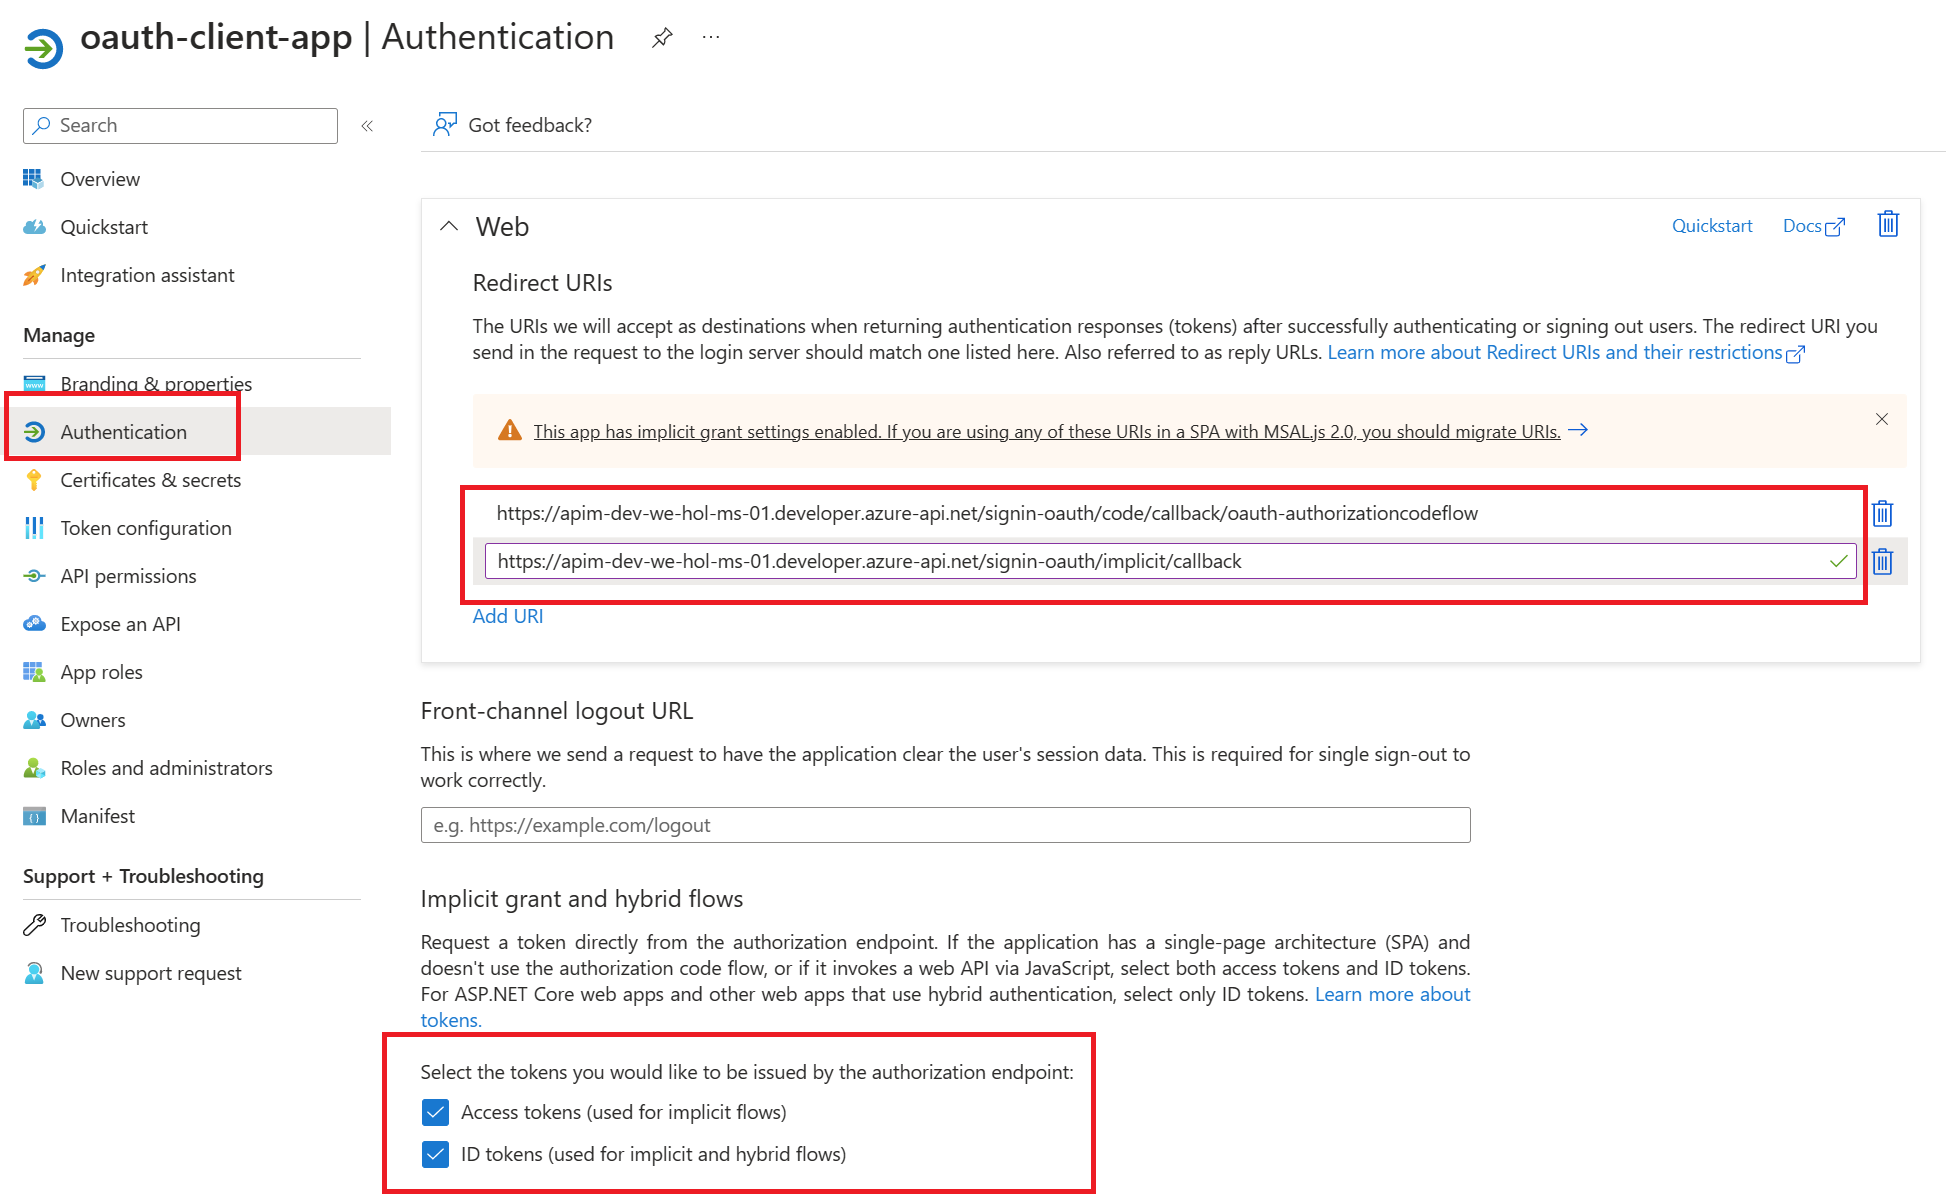 oauth-client-app | Authentication
Search
Got feedback?
Overview
Quickstart
Integration assistant
Manage
Branding & properties
Authentication
Certificates & secrets
Token configuration
API permissions
Expose an API
App roles
Owners
Roles and administrators
Manifest
Support + Troubleshooting
Troubleshooting
New support request
Web
Quickstart
Docs
Redirect URIs
The URIs we will accept as destinations when returning authentication responses (tokens) after successfully authenticating or signing out users. The redirect URI you
send in the request to the login server should match one listed here. Also referred to as reply URLs. Learn more about Redirect URIs and their restrictions
This app has implicit grant settings enabled. If you are using any of these URIs in a SPA with MSAL.js 2.0, you should migrate URIs.
https://apim-dev-we-hol-ms-01.developer.azure-api.net/signin-oauth/code/callback/oauth-authorizationcodeflow
https://apim-dev-we-hol-ms-01.developer.azure-api.net/signin-oauth/implicit/callback
Add URI
Front-channel logout URL
This is where we send a request to have the application clear the user's session data. This is required for single sign-out to
work correctly.
e.g. https://example.com/logout
Implicit grant and hybrid flows
Request a token directly from the authorization endpoint. If the application has a single-page architecture (SPA) and
doesn't use the authorization code flow, or if it invokes a web API via JavaScript, select both access tokens and ID tokens.
For ASP.NET Core web apps and other web apps that use hybrid authentication, select only ID tokens. Learn more about
tokens.
Select the tokens you would like to be issued by the authorization endpoint:
Access tokens (used for implicit flows)
ID tokens (used for implicit and hybrid flows)